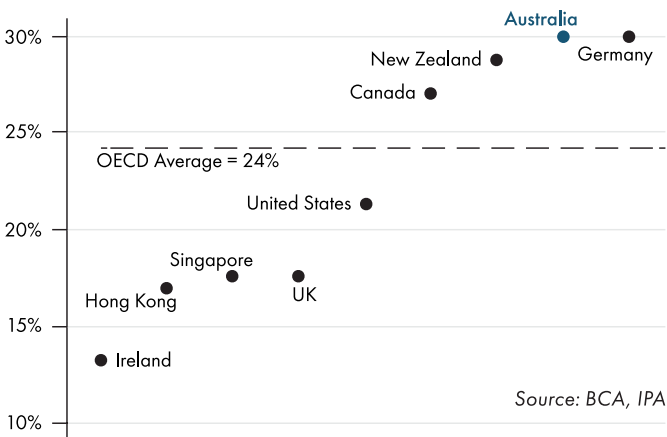 Australia
30%
Germany
New Zealand
Canada
25%
OECD Average = 24%
United States
20%
Singapore
Hong Kong
UK
15%
Ireland
Source: BCA, IPA
10%